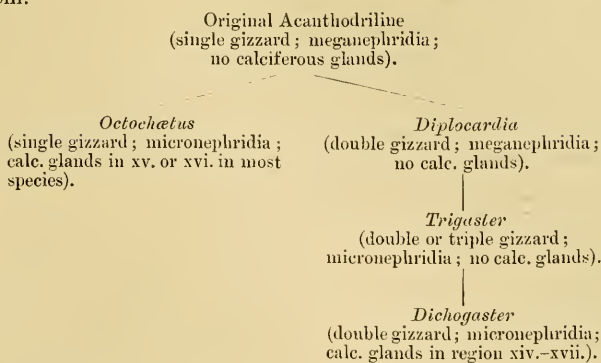 Original Acanthodriline
(single gizzard; meganephridia;
no calciferous glands).
Octochætus
(single gizzard; micronephridia;
calc. glands in xv. or xvi. in most
species).
Diplocardia
(double gizzard; meganephridia;
no calc. glands).
Trigaster
(double or triple gizzard;
micronephridia; no calc. glands).
Dichogaster
(double gizzard; micronephridia;
calc. glands in region xiv.–xvii.).